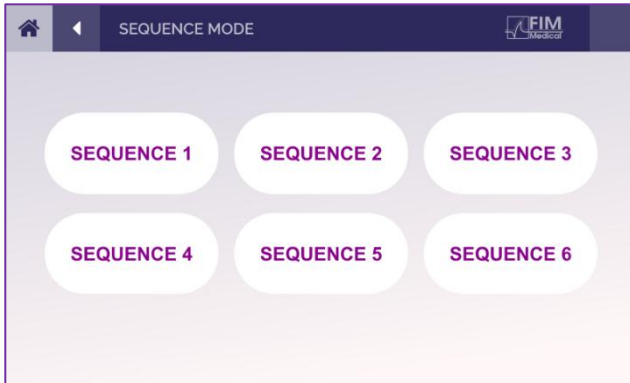 SEQUENCE MODE
FIM
Medical
SEQUENCE 1 SEQUENCE 2 SEQUENCE 3
SEQUENCE 4 SEQUENCE 5 SEQUENCE 6